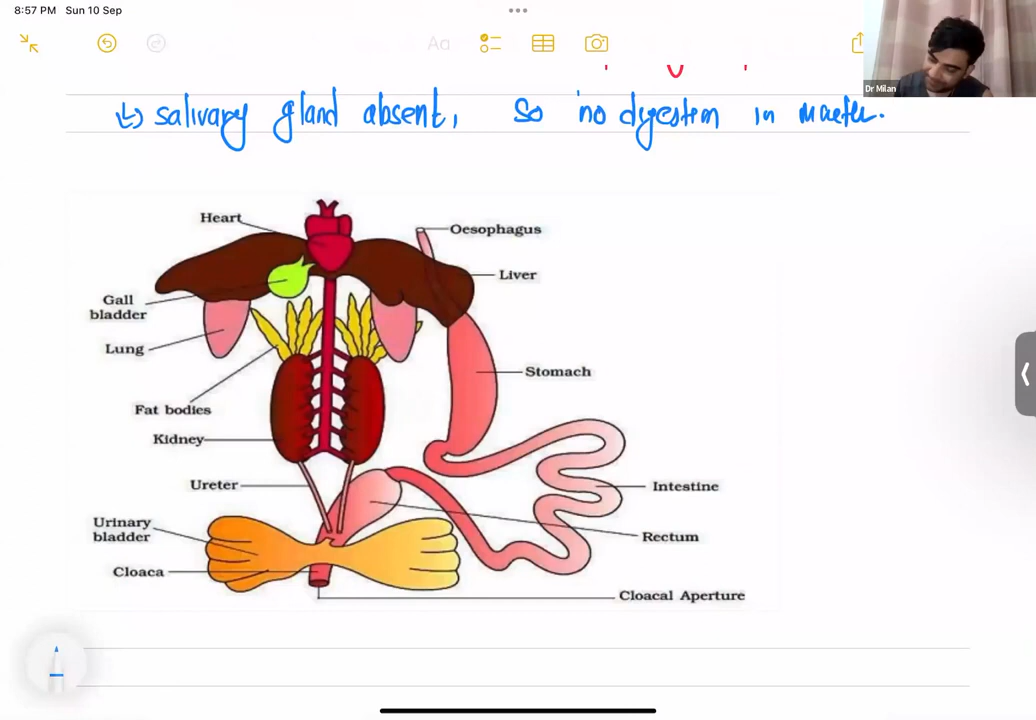 8:57 PM Sun 10 Sep
Aa
Dr Milan
↳ salivary gland absent, so no digestion in
Heart
Oesophagus
Liver
Gall bladder
Lung
Stomach
Fat bodies
Kidney
Ureter
Intestine
Urinary bladder
Rectum
Cloaca
Cloacal Aperture